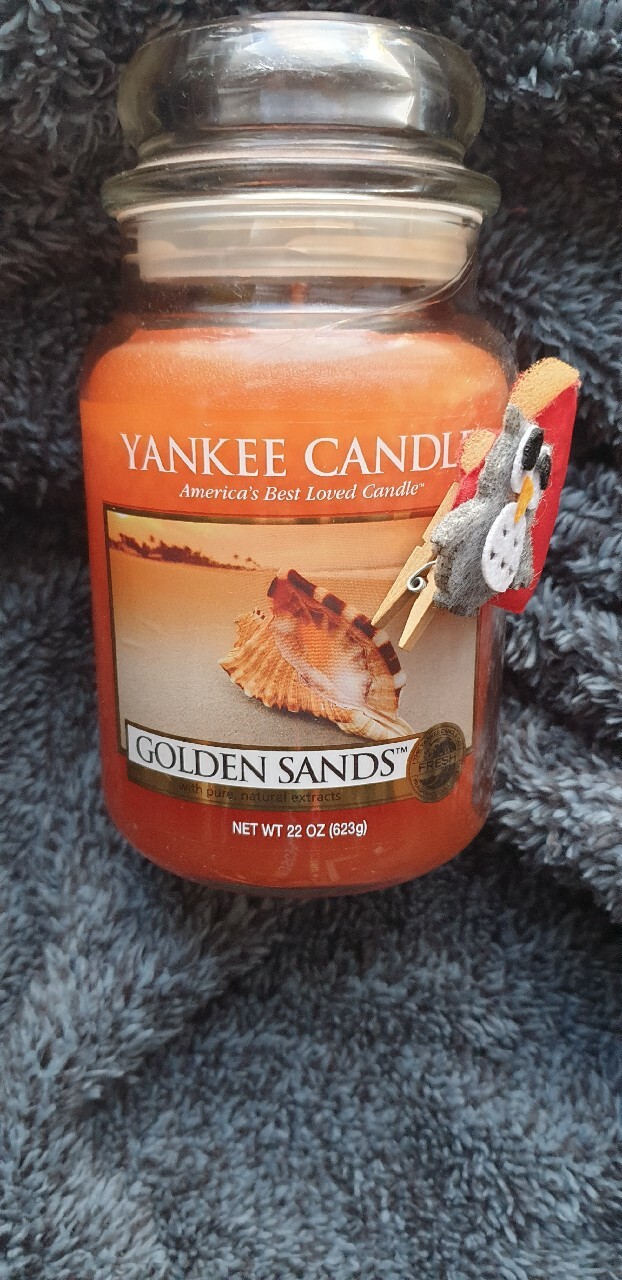 YANKEE CANDL
America's Best Loved Candle™
GOLDEN SANDS™
with pure, natural extracts
FRESH
NET WT 22 OZ (623g)